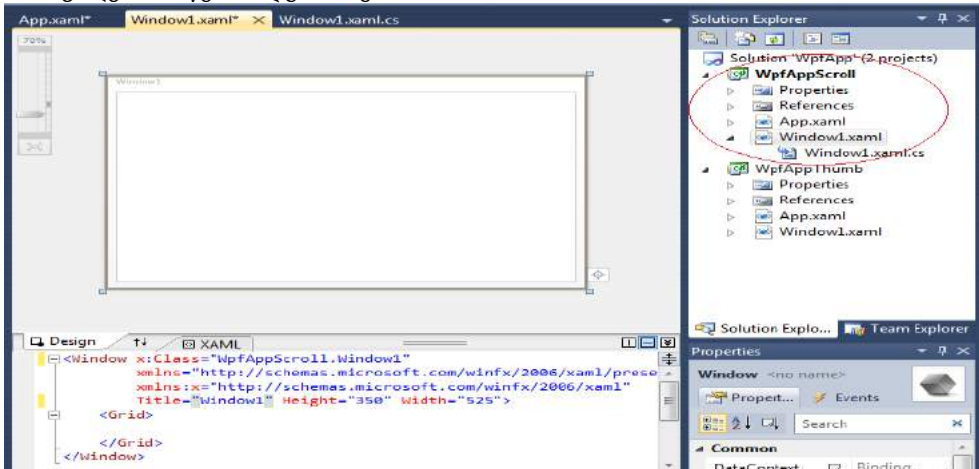 App.xaml*
Window1.xaml*
Window1.xaml.cs
70%
Window1
Design
XAML
<Window x:Class="WpfAppScroll.Window1"
xmlns="http://schemas.microsoft.com/winfx/2006/xaml/prese
xmlns:x="http://schemas.microsoft.com/winfx/2006/xaml"
Title="Window1" Height="350" Width="525">
<Grid>
</Grid>
</Window>
Solution Explorer
Solution 'WpfApp' (2 projects)
WpfAppScroll
Properties
References
App.xaml
Window1.xaml
Window1.xaml.cs
WpfAppThumb
Properties
References
App.xaml
Window1.xaml
Solution Explo...
Team Explorer
Properties
Window <no name>
Propert...
Events
Search
Common
DataContext
Binding